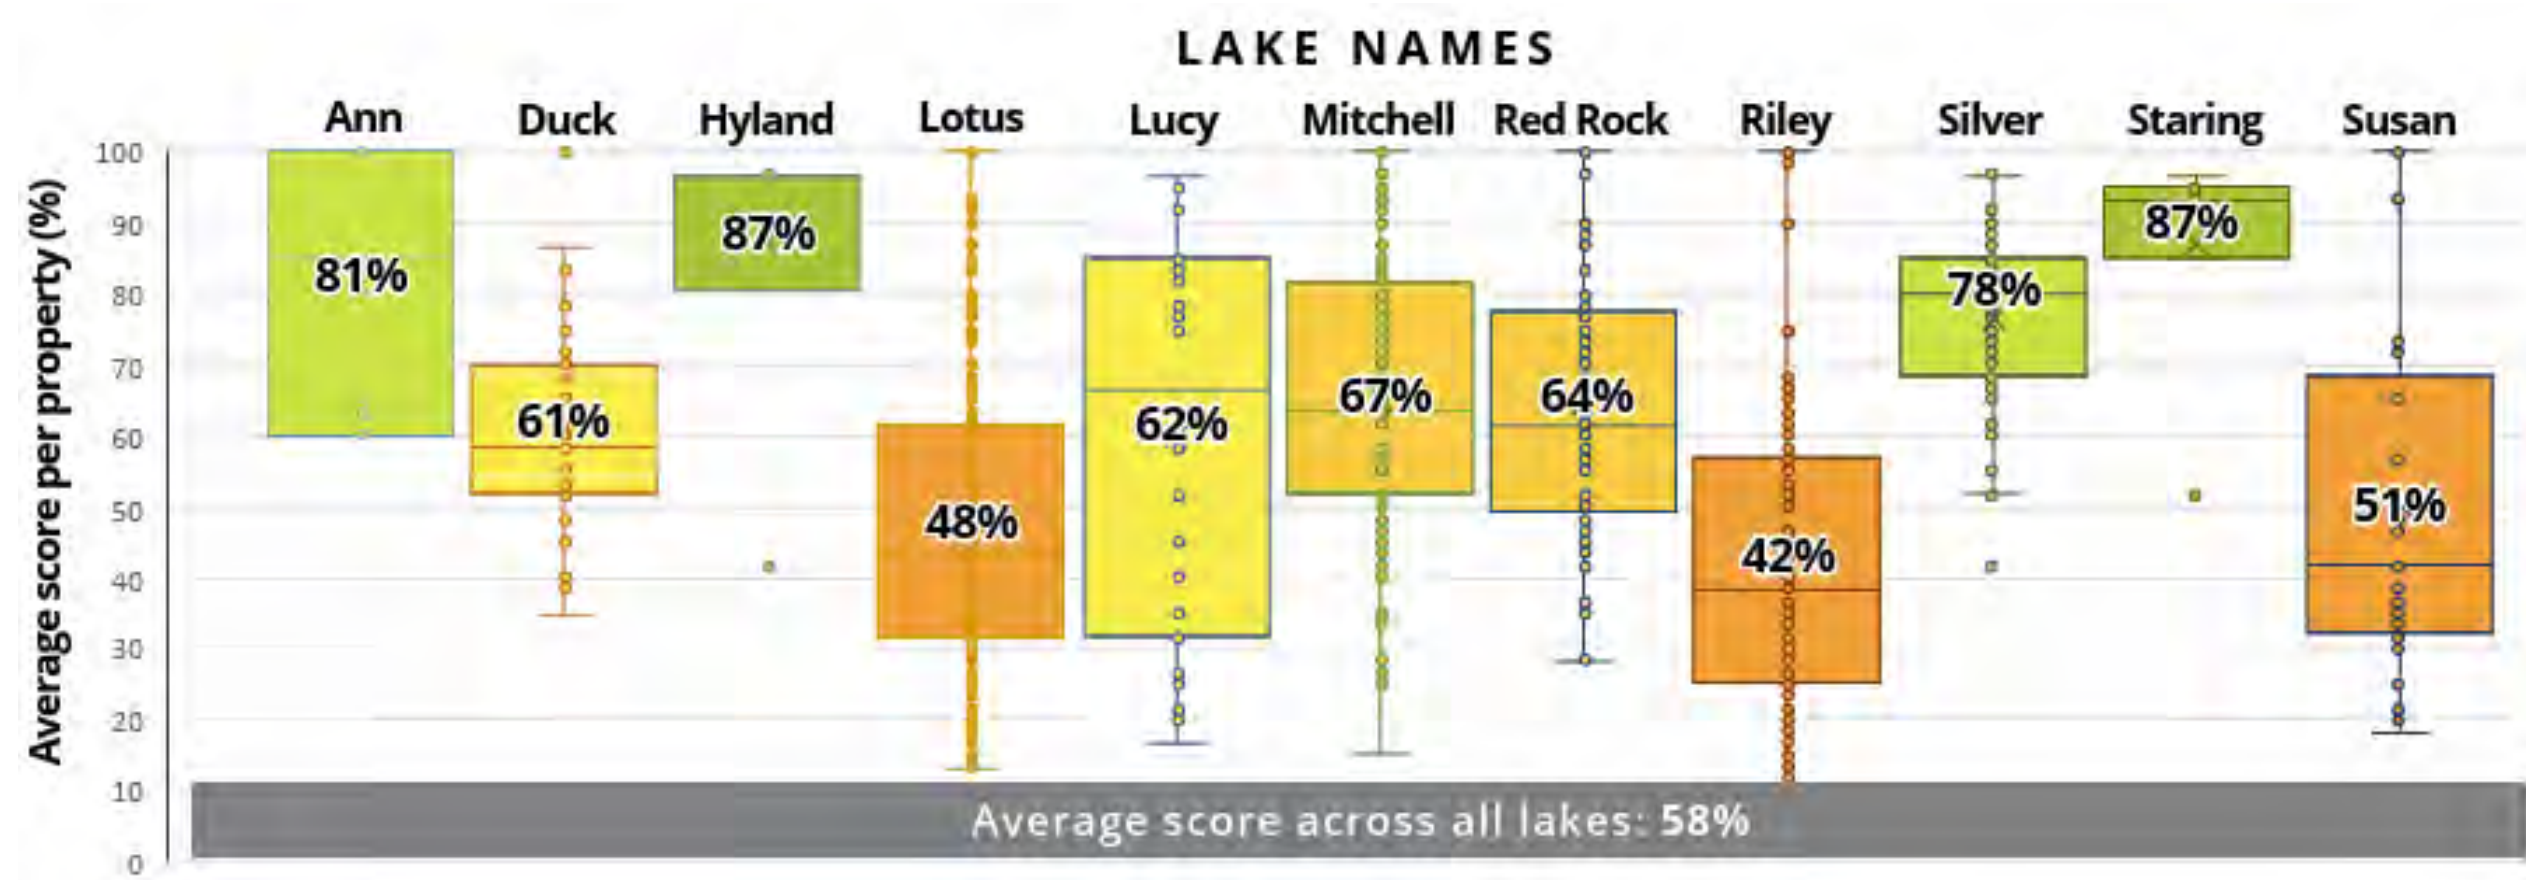 LAKE NAMES
Ann Duck Hyland Lotus Lucy Mitchell Red Rock Riley Silver Staring Susan
Average score per property (%)
100
90
80
70
60
50
40
30
20
10
0
81% 61% 87% 48% 62% 67% 64% 42% 78% 87% 51%
Average score across all lakes: 58%